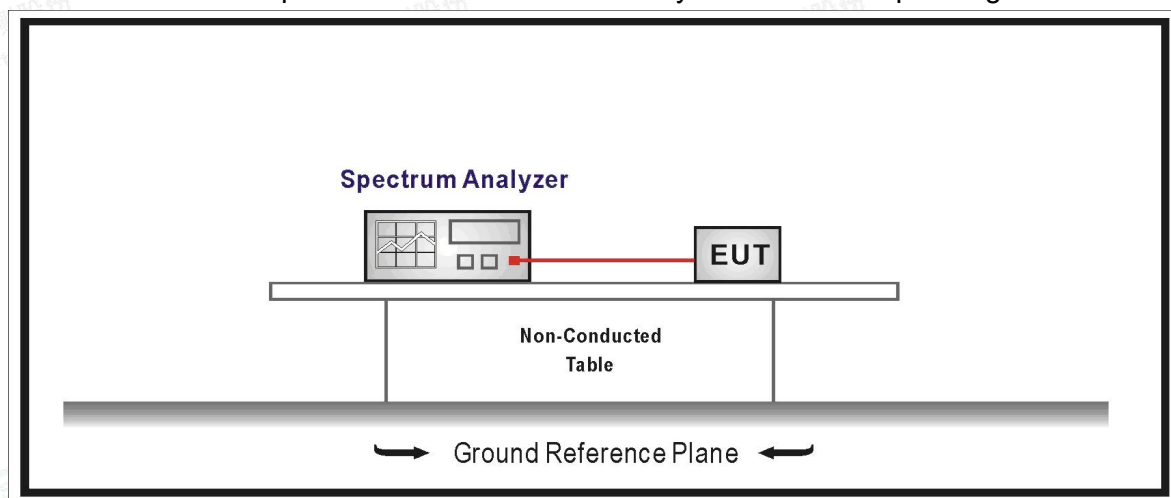 Spectrum Analyzer
EUT
Non-Conducted
Table
Ground Reference Plane